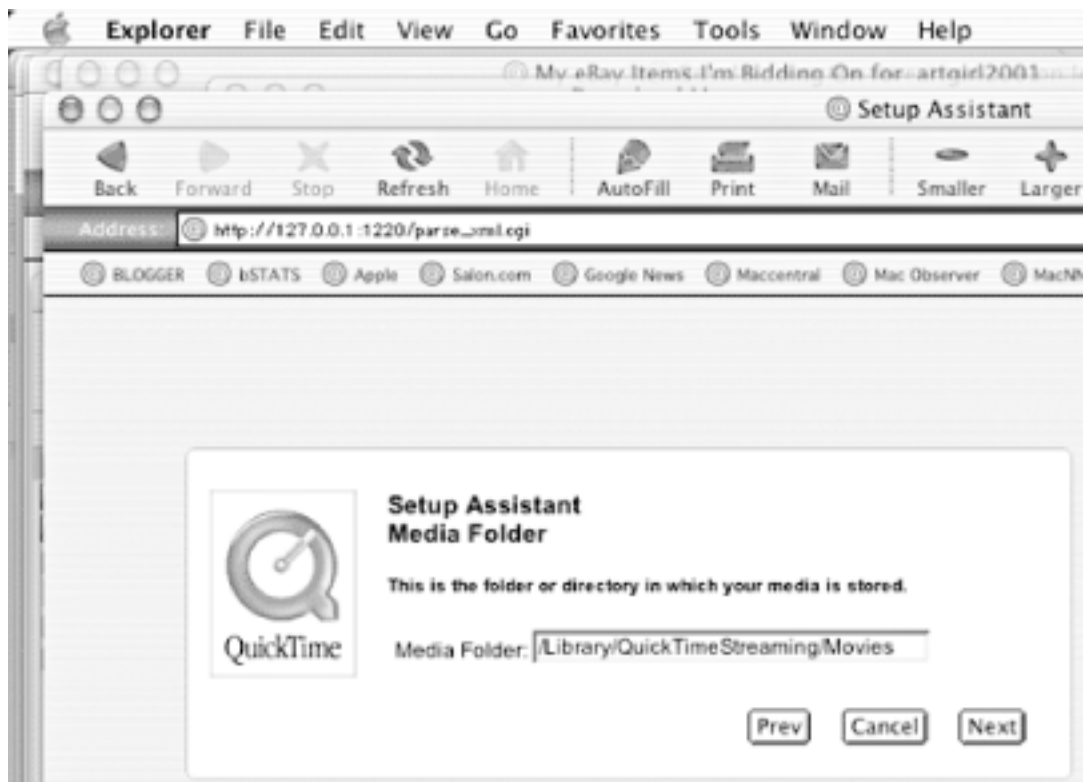 Explorer File Edit View Go Favorites Tools Window Help
My eBay Items I'm Bidding On for artgirl2001
Setup Assistant
Back Forward Stop Refresh Home AutoFill Print Mail Smaller Larger
Address: http://127.0.0.1:1220/parse_xml.cgi
BLOGGER bSTATS Apple Salon.com Google News Maccentral Mac Observer MacNN
Setup Assistant
Media Folder
This is the folder or directory in which your media is stored.
QuickTime
Media Folder: /Library/QuickTimeStreaming/Movies
Prev Cancel Next